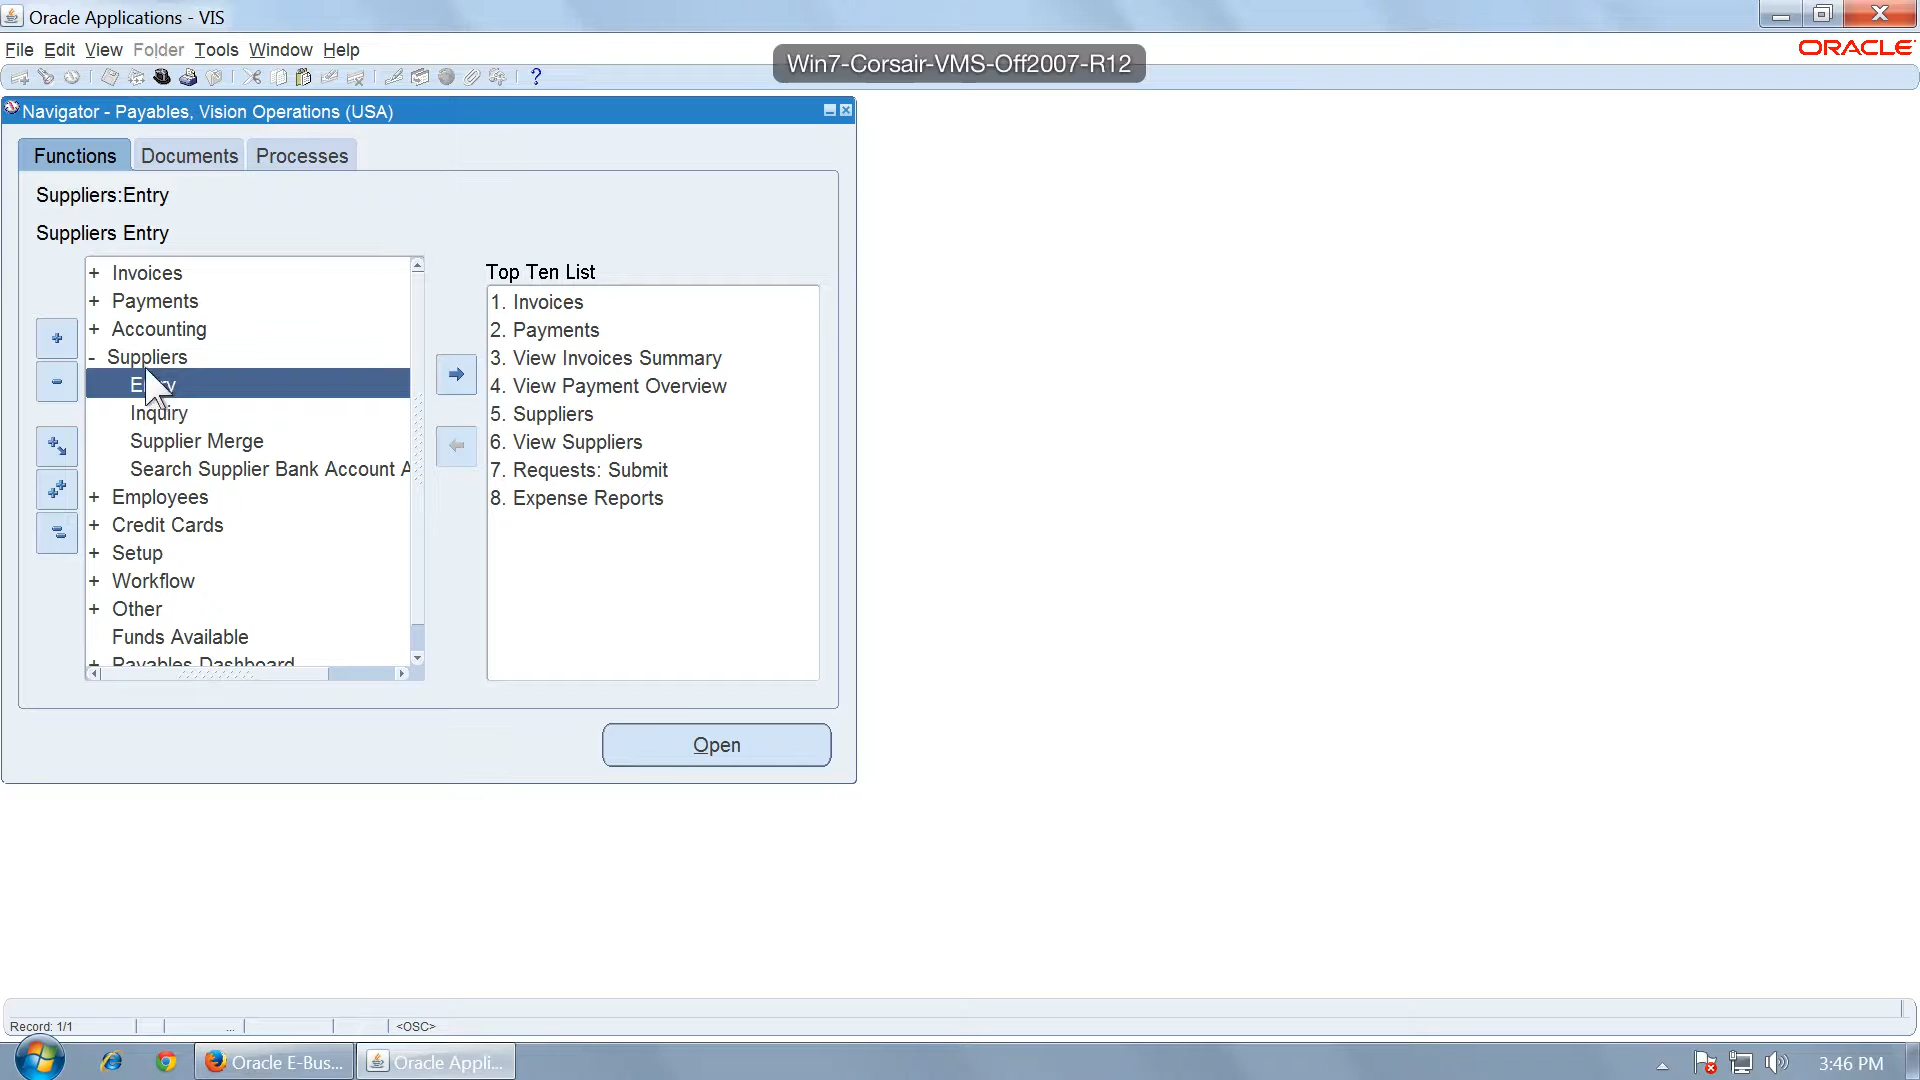 Oracle Applications - VIS
File Edit View Folder Tools Window Help
ORACLE
Win7-Corsair-VMS-Off2007-R12
Navigator - Payables, Vision Operations (USA)
Functions Documents Processes
Suppliers:Entry
Suppliers Entry
+ Invoices
+ Payments
+ Accounting
- Suppliers
Entry
Inquiry
Supplier Merge
Search Supplier Bank Account A
+ Employees
+ Credit Cards
+ Setup
+ Workflow
+ Other
Funds Available
+ Payables Dashboard
Top Ten List
1. Invoices
2. Payments
3. View Invoices Summary
4. View Payment Overview
5. Suppliers
6. View Suppliers
7. Requests: Submit
8. Expense Reports
Open
Record: 1/1 ... <OSC>
Oracle E-Bus... Oracle Appli... 3:46 PM